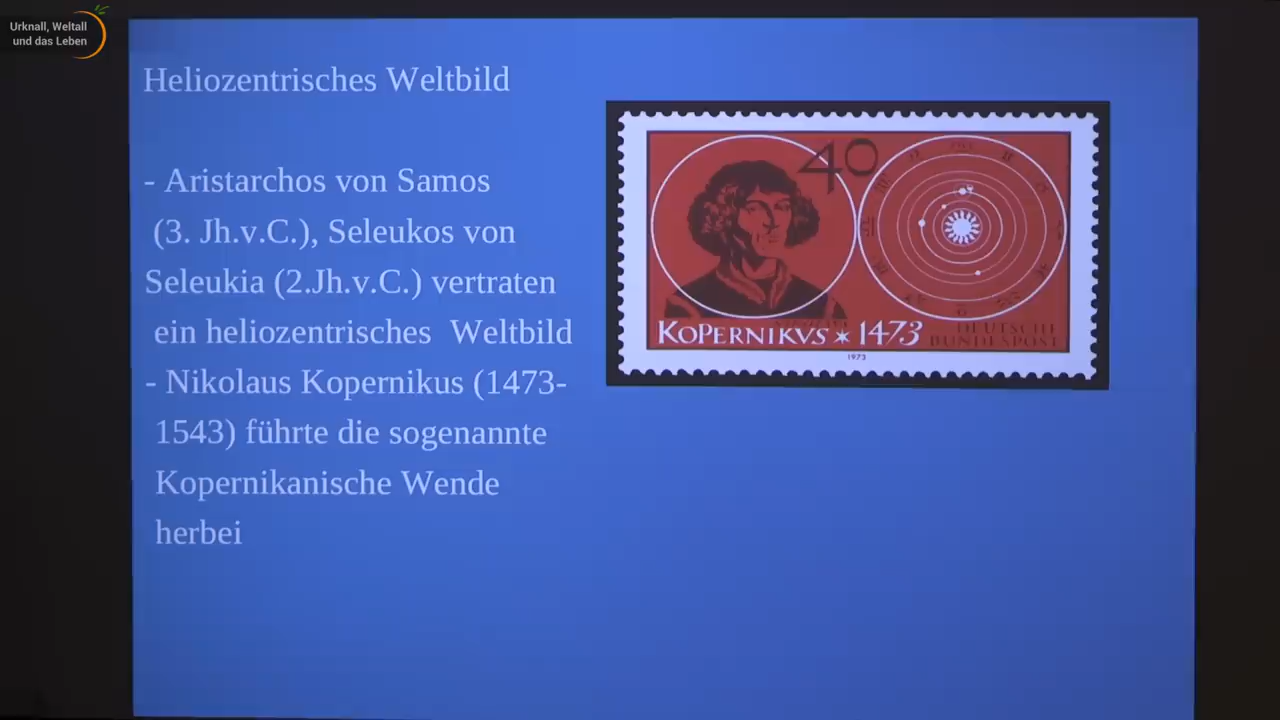 Urknall, Weltall
und das Leben
Heliozentrisches Weltbild
- Aristarchos von Samos
(3. Jh.v.C.), Seleukos von
Seleukia (2.Jh.v.C.) vertraten
ein heliozentrisches Weltbild
- Nikolaus Kopernikus (1473-
1543) führte die sogenannte
Kopernikanische Wende
herbei
40
KOPERNIKVS * 1473
DEUTSCHE
BUNDESPOST
1973